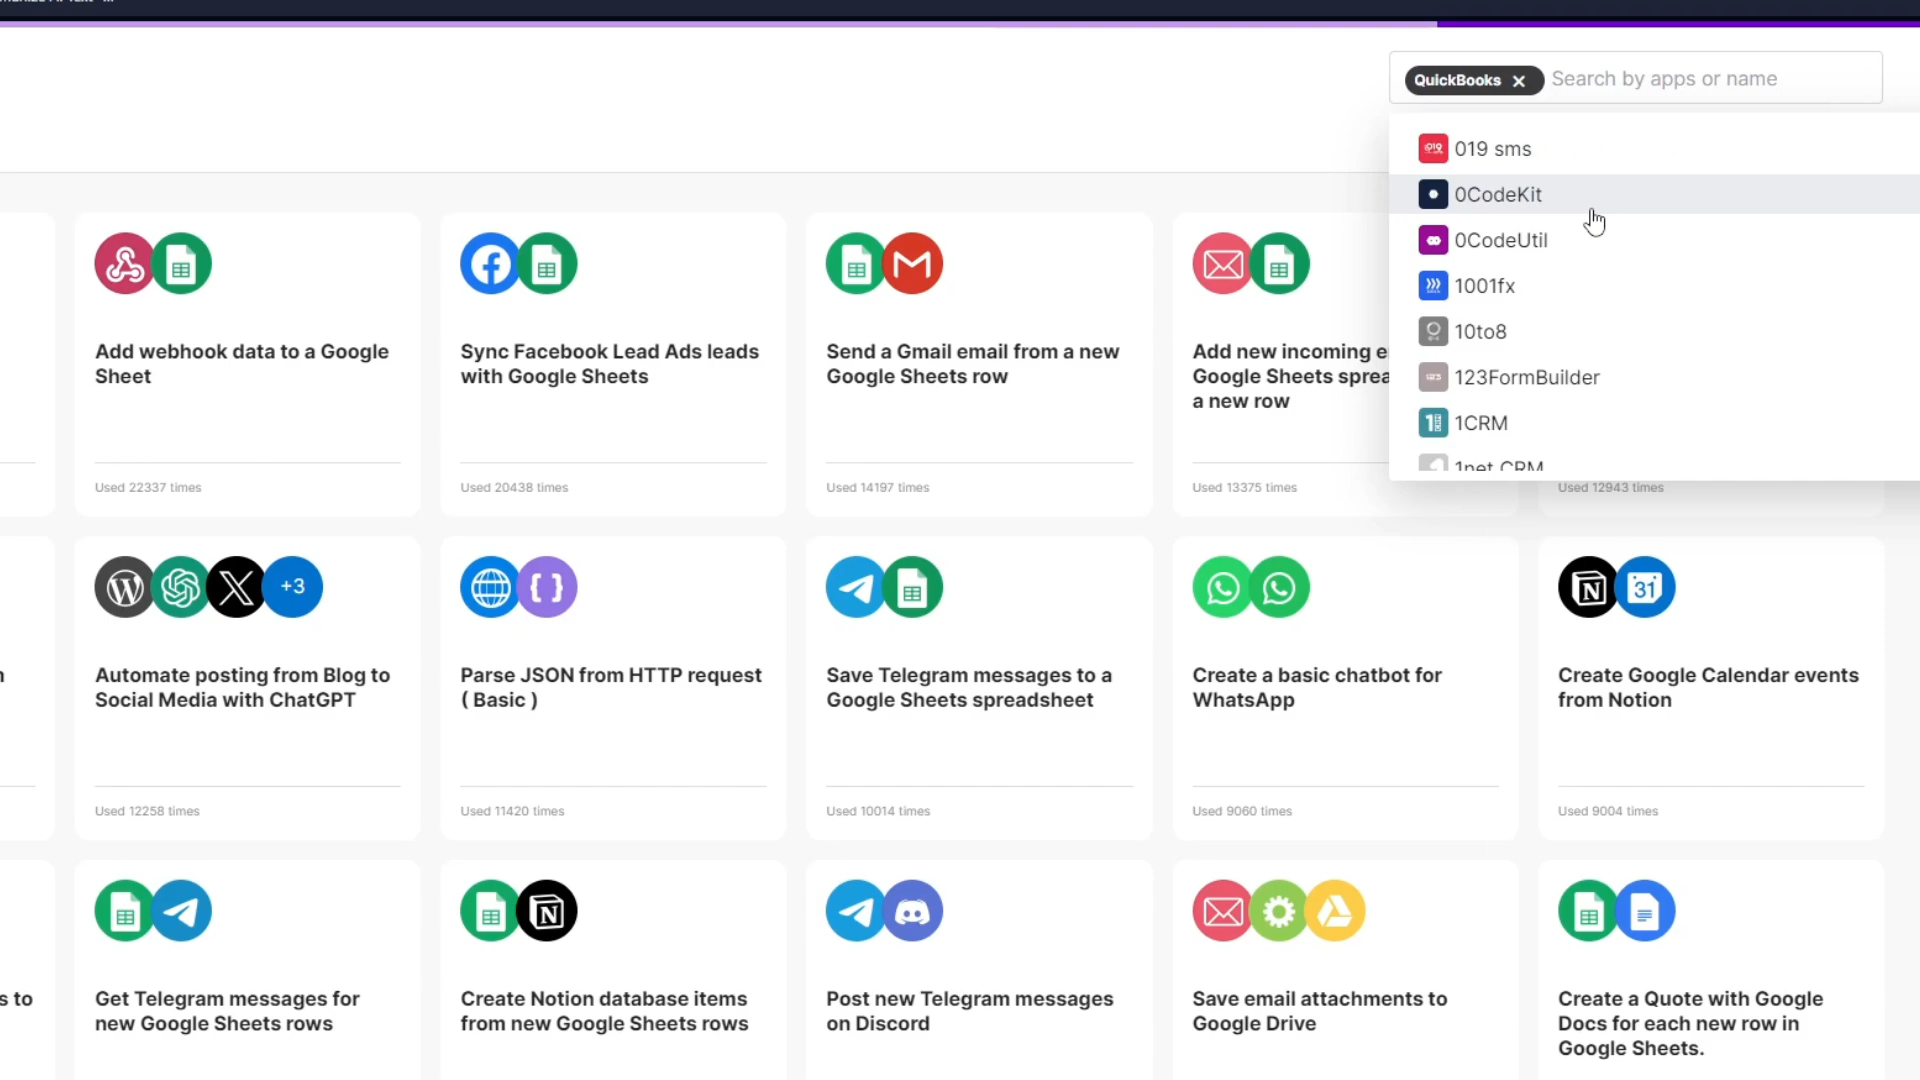 QuickBooks
Search by apps or name
019 sms
0CodeKit
0CodeUtil
1001fx
10to8
123FormBuilder
1CRM
1net CRM
Add webhook data to a Google
Sheet
Used 22337 times
Sync Facebook Lead Ads leads
with Google Sheets
Used 20438 times
Send a Gmail email from a new
Google Sheets row
Used 14197 times
Add new incoming
Google Sheets
a new row
Used 13375 times
Used 12943 times
+3
Automate posting from Blog to
Social Media with ChatGPT
Used 12258 times
Parse JSON from HTTP request
( Basic )
Used 11420 times
Save Telegram messages to a
Google Sheets spreadsheet
Used 10014 times
Create a basic chatbot for
WhatsApp
Used 9060 times
31
Create Google Calendar events
from Notion
Used 9004 times
s to
Get Telegram messages for
new Google Sheets rows
Create Notion database items
from new Google Sheets rows
Post new Telegram messages
on Discord
Save email attachments to
Google Drive
Create a Quote with Google
Docs for each new row in
Google Sheets.